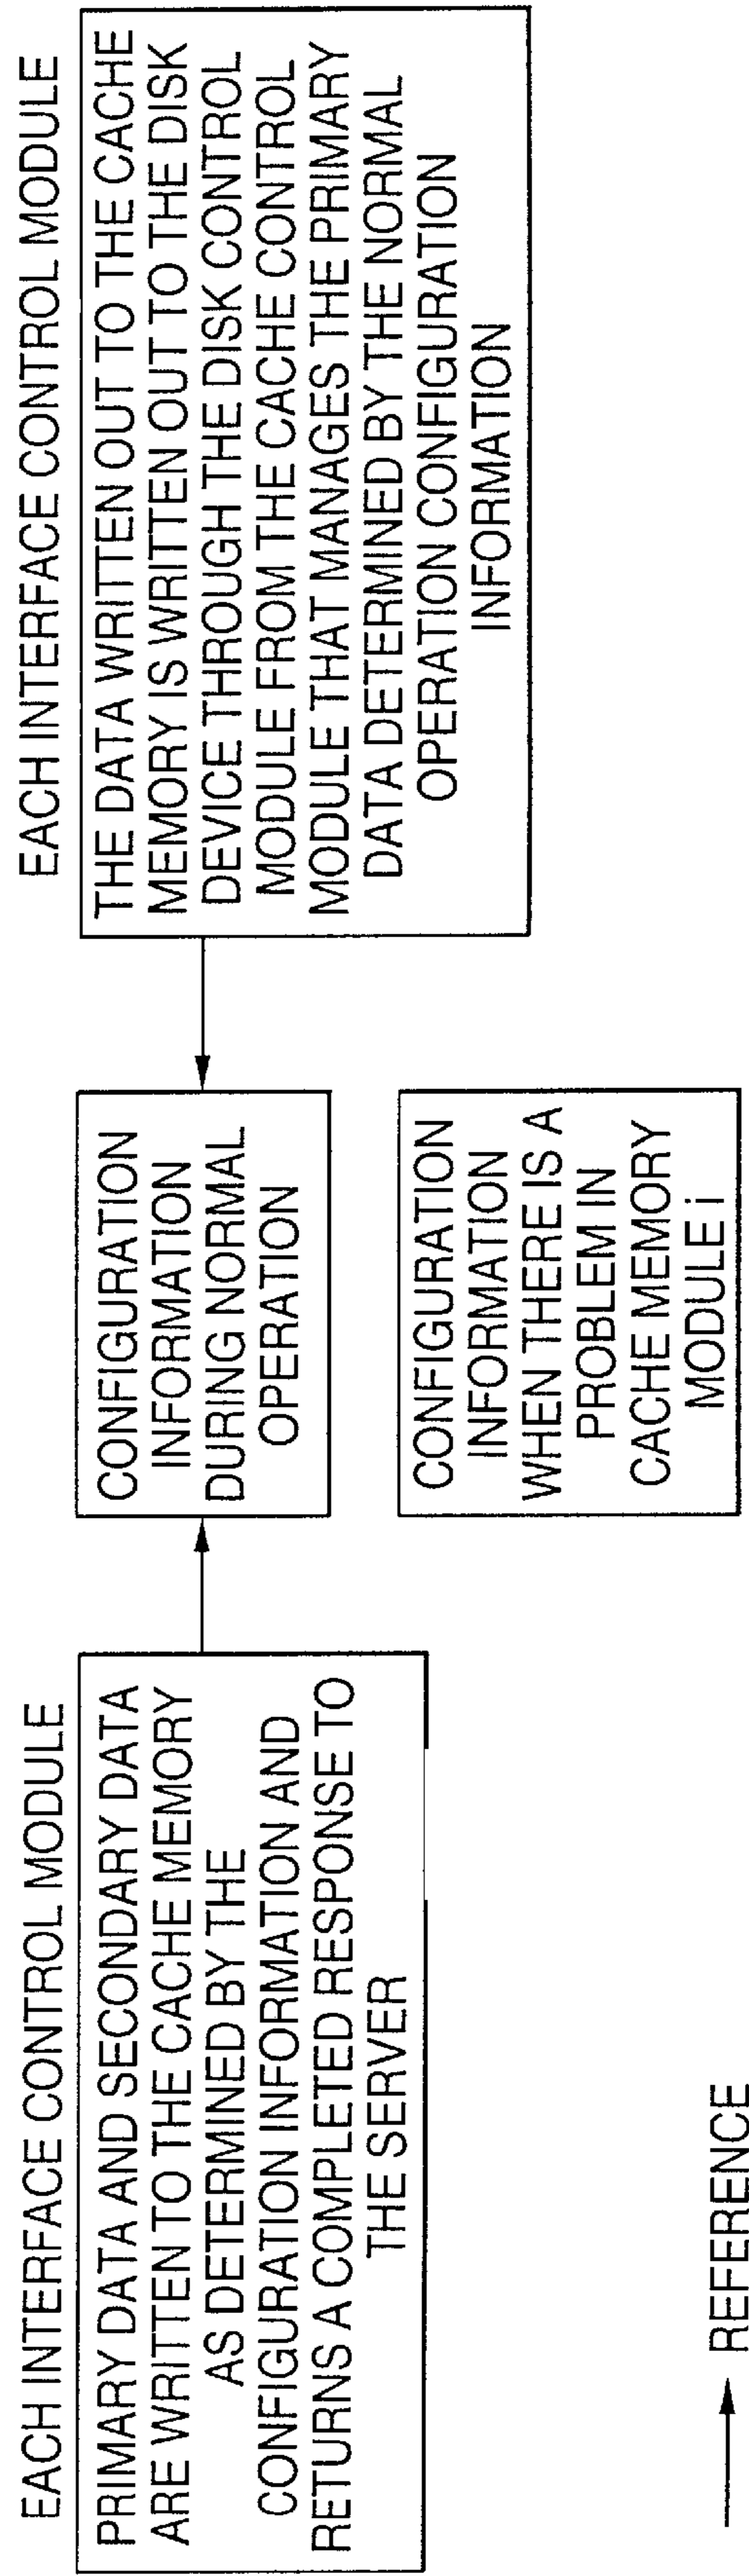 EACH INTERFACE CONTROL MODULE
PRIMARY DATA AND SECONDARY DATA
ARE WRITTEN TO THE CACHE MEMORY
AS DETERMINED BY THE
CONFIGURATION INFORMATION AND
RETURNS A COMPLETED RESPONSE TO
THE SERVER
CONFIGURATION
INFORMATION
DURING NORMAL
OPERATION
CONFIGURATION
INFORMATION
WHEN THERE IS A
PROBLEM IN
CACHE MEMORY
MODULE i
EACH INTERFACE CONTROL MODULE
THE DATA WRITTEN OUT TO THE CACHE
MEMORY IS WRITTEN OUT TO THE DISK
DEVICE THROUGH THE DISK CONTROL
MODULE FROM THE CACHE CONTROL
MODULE THAT MANAGES THE PRIMARY
DATA DETERMINED BY THE NORMAL
OPERATION CONFIGURATION
INFORMATION
REFERENCE